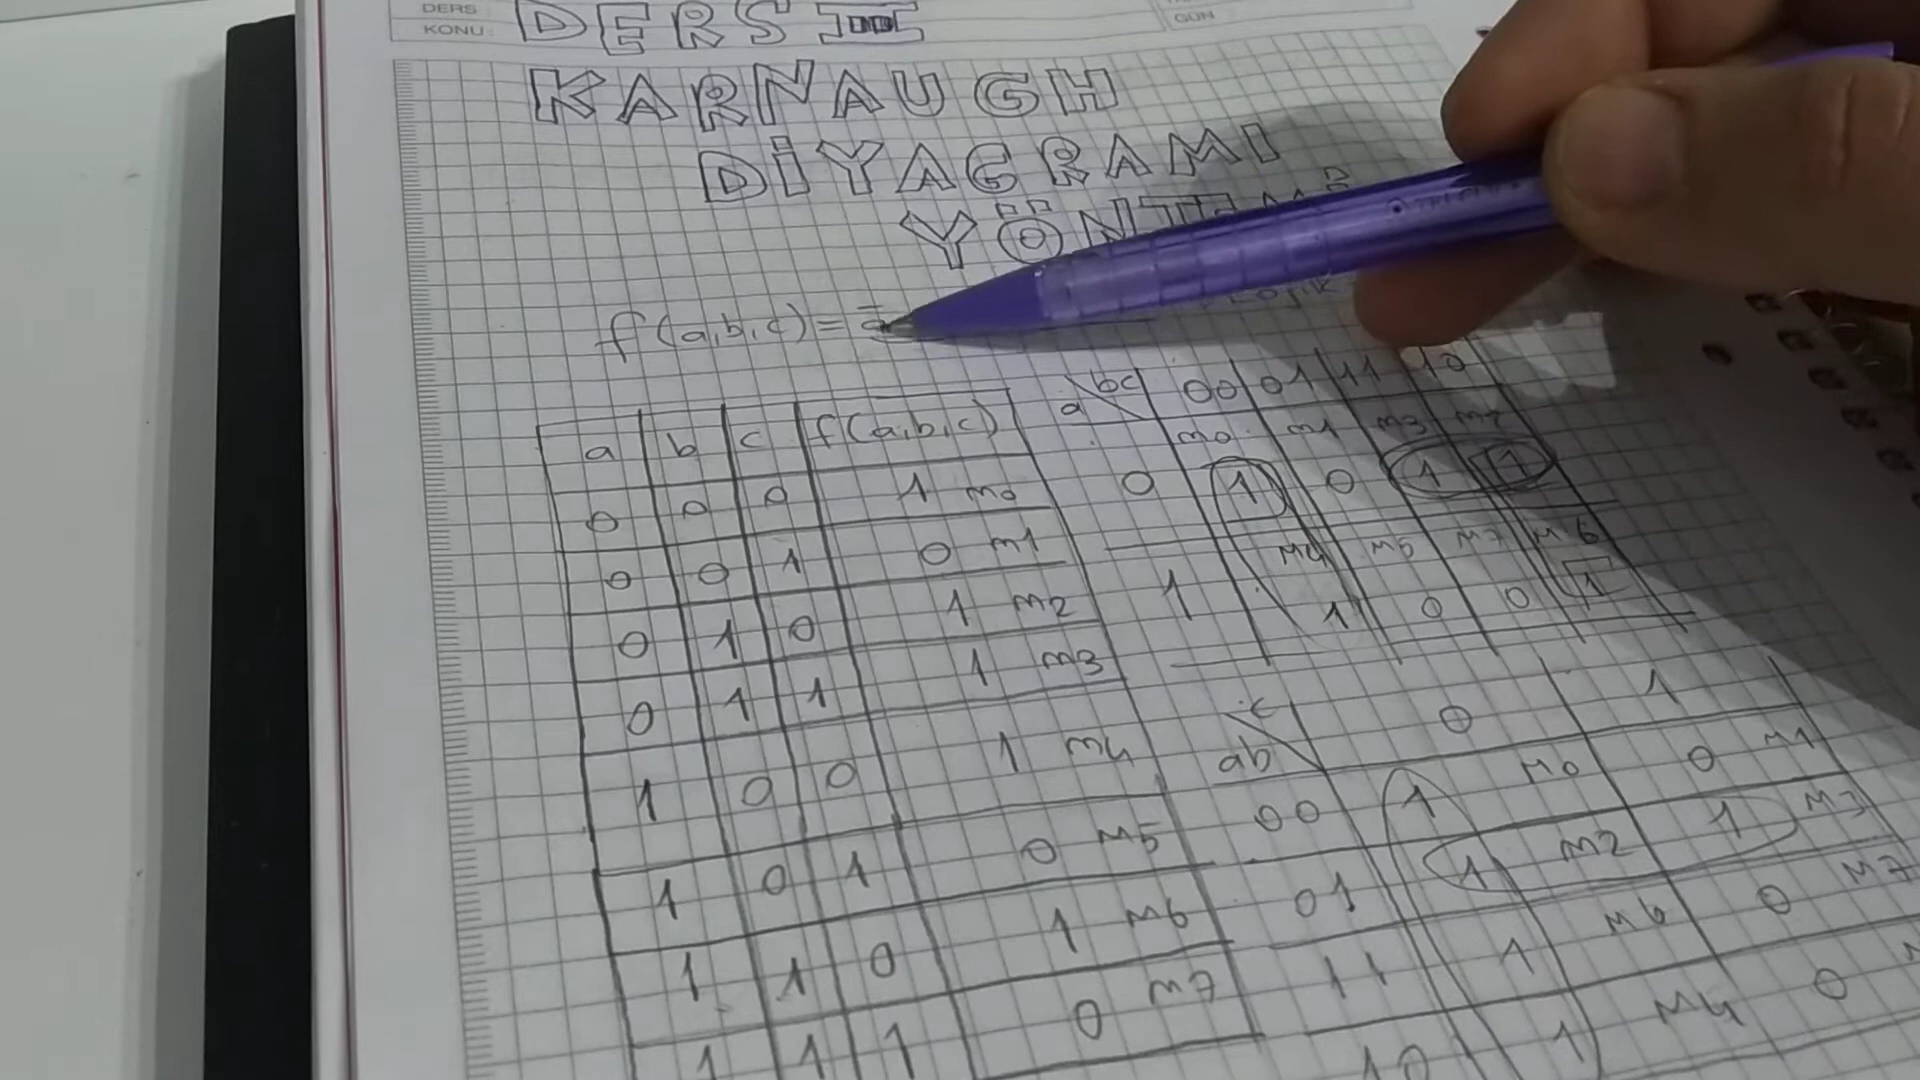 DERS
KONU: DERS III
GÜN
KARNAUGH
DİYAGRAMI
f(a,b,c)=
a b c f(a,b,c)
0 0 0 1 m0
0 0 1 0 m1
0 1 0 1 m2
0 1 1 1 m3
1 0 0 1 m4
1 0 1 0 m5
1 1 0 1 m6
1 1 1 0 m7
a bc 00 01 11 10
m0 m1 m3 m2
0 1 0 1 1
m4 m5 m7 m6
1 1 0 0 1
ab c 0 1
00 1 m0 0 m1
01 1 m2 1 m3
11 1 m6 0 m7
10 1 m4 0